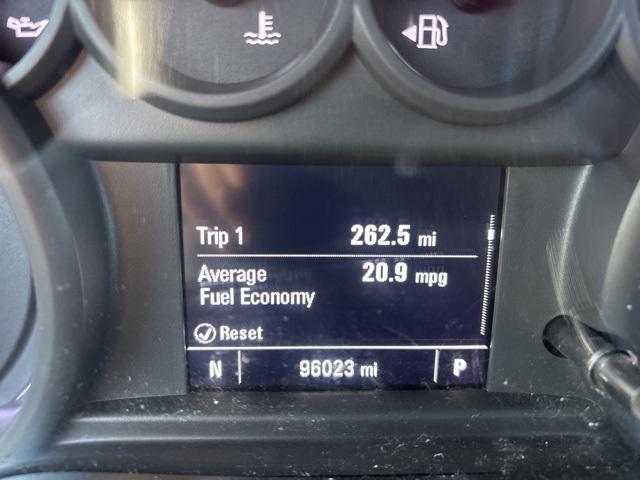 Trip 1 262.5 mi
Average 20.9 mpg
Fuel Economy
Reset
N 96023 mi P